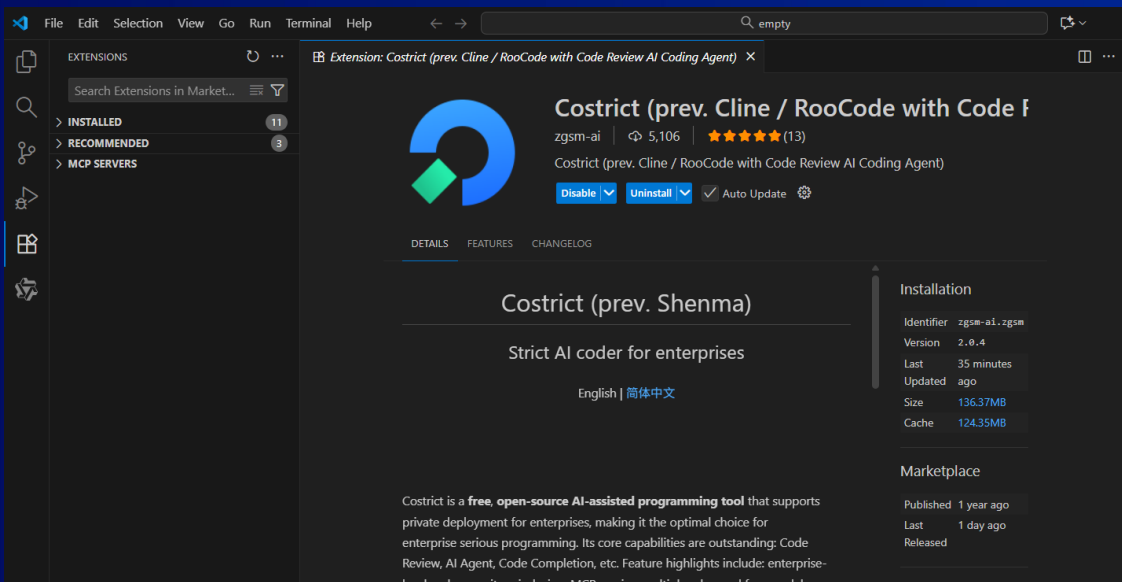 File Edit Selection View Go Run Terminal Help
empty
EXTENSIONS
Search Extensions in Market...
INSTALLED 11
RECOMMENDED 3
MCP SERVERS
Extension: Costrict (prev. Cline / RooCode with Code Review AI Coding Agent)
Costrict (prev. Cline / RooCode with Code
zgsm-ai 5,106 (13)
Costrict (prev. Cline / RooCode with Code Review AI Coding Agent)
Disable Uninstall Auto Update
DETAILS FEATURES CHANGELOG
Costrict (prev. Shenma)
Strict AI coder for enterprises
English | 简体中文
Costrict is a free, open-source AI-assisted programming tool that supports
private deployment for enterprises, making it the optimal choice for
enterprise serious programming. Its core capabilities are outstanding: Code
Review, AI Agent, Code Completion, etc. Feature highlights include: enterprise-
Installation
Identifier zgsm-ai.zgsm
Version 2.0.4
Last 35 minutes
Updated ago
Size 136.37MB
Cache 124.35MB
Marketplace
Published 1 year ago
Last 1 day ago
Released